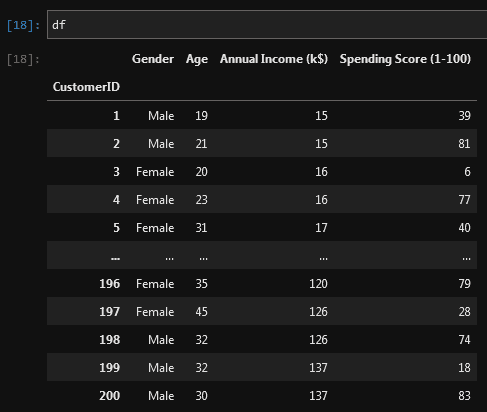 [18]: df
[18]:
Gender Age Annual Income (k$) Spending Score (1-100)
CustomerID
1 Male 19 15 39
2 Male 21 15 81
3 Female 20 16 6
4 Female 23 16 77
5 Female 31 17 40
... ... ... ... ...
196 Female 35 120 79
197 Female 45 126 28
198 Male 32 126 74
199 Male 32 137 18
200 Male 30 137 83